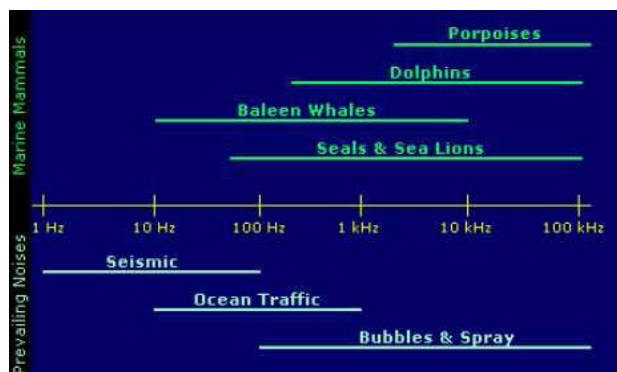 Marine Mammals
Porpoises
Dolphins
Baleen Whales
Seals & Sea Lions
1 Hz 10 Hz 100 Hz 1 kHz 10 kHz 100 kHz
Prevailing Noises
Seismic
Ocean Traffic
Bubbles & Spray